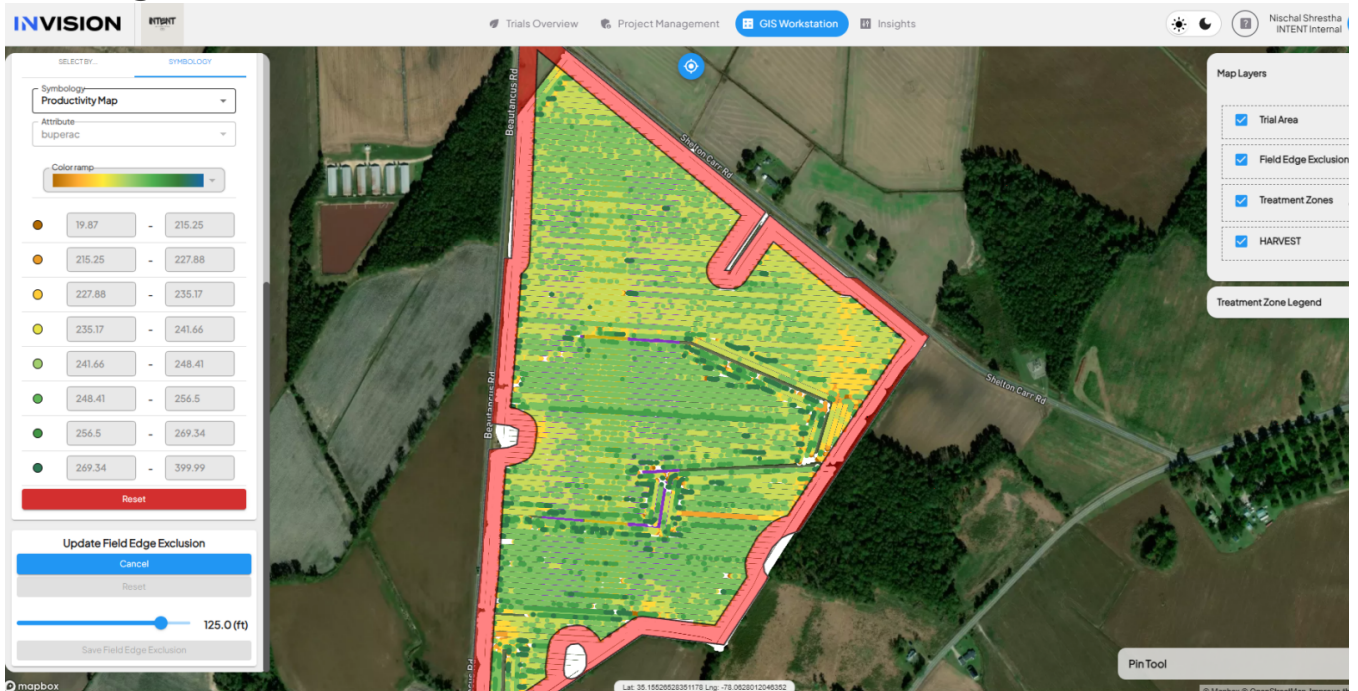 INVISION
INTENT
Trials Overview
Project Management
GIS Workstation
Insights
Nischal Shrestha
INTENT Internal
SELECT BY...
SYMBOLOGY
Symbology
Productivity Map
Attribute
buperac
Color ramp
19.87 - 215.25
215.25 - 227.88
227.88 - 235.17
235.17 - 241.66
241.66 - 248.41
248.41 - 256.5
256.5 - 269.34
269.34 - 399.99
Reset
Update Field Edge Exclusion
Cancel
Reset
125.0 (ft)
Save Field Edge Exclusion
mapbox
Beautancus Rd
Shelton Carr Rd
Beautancus Rd
Shelton Carr Rd
Map Layers
Trial Area
Field Edge Exclusion
Treatment Zones
HARVEST
Treatment Zone Legend
Pin Tool
Lat: 35.15526528351178 Lng: -78.0628012046352
© Mapbox © OpenStreetMap Improve th